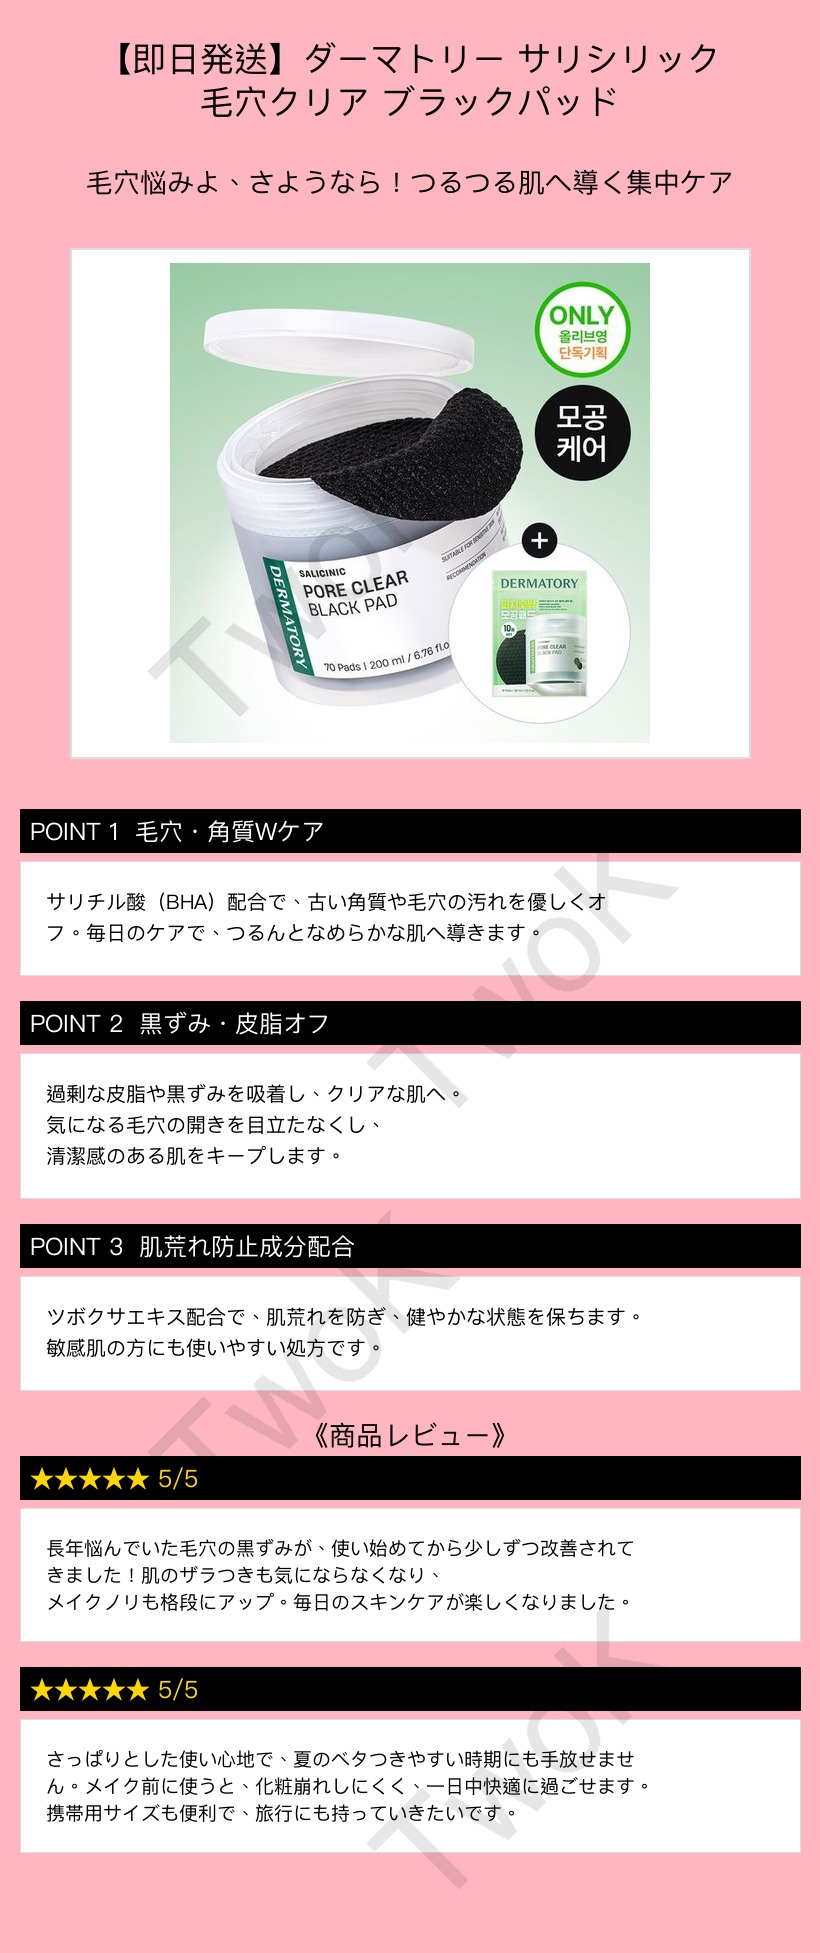 【即日発送】ダーマトリー サリシリック
毛穴クリア ブラックパッド
毛穴悩みよ、さようなら！つるつる肌へ導く集中ケア
ONLY
올리브영
단독기획
모공
케어
SUITABLE FOR SENSITIVE SKIN
RECOMMENDATION
DERMATORY
SALICINIC
PORE CLEAR
BLACK PAD
70 Pads | 200 ml / 6.76 fl.o
+
DERMATORY
10매
PORE CLEAR
BLACK PAD
POINT 1 毛穴・角質Wケア
サリチル酸（BHA）配合で、古い角質や毛穴の汚れを優しくオ
フ。毎日のケアで、つるんとなめらかな肌へ導きます。
POINT 2 黒ずみ・皮脂オフ
過剰な皮脂や黒ずみを吸着し、クリアな肌へ。
気になる毛穴の開きを目立たなくし、
清潔感のある肌をキープします。
POINT 3 肌荒れ防止成分配合
ツボクサエキス配合で、肌荒れを防ぎ、健やかな状態を保ちます。
敏感肌の方にも使いやすい処方です。
《商品レビュー》
★★★★★ 5/5
長年悩んでいた毛穴の黒ずみが、使い始めてから少しずつ改善されて
きました！肌のザラつきも気にならなくなり、
メイクノリも格段にアップ。毎日のスキンケアが楽しくなりました。
★★★★★ 5/5
さっぱりとした使い心地で、夏のベタつきやすい時期にも手放せませ
ん。メイク前に使うと、化粧崩れしにくく、一日中快適に過ごせます。
携帯用サイズも便利で、旅行にも持っていきたいです。
TwoK
TwoK
TwoK
TwoK